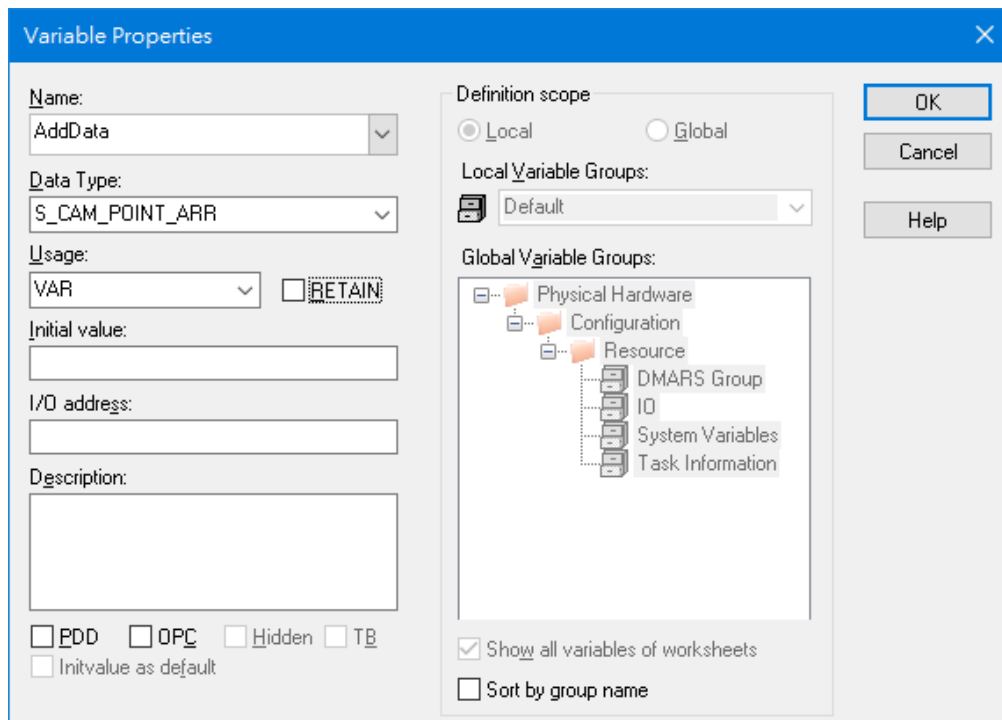 Variable Properties
Name:
AddData
Data Type:
S_CAM_POINT_ARR
Usage:
VAR
RETAIN
Initial value:
I/O address:
Description:
PDD
OPC
Hidden
TB
Initvalue as default
Definition scope
Local
Global
Local Variable Groups:
Default
Global Variable Groups:
Physical Hardware
Configuration
Resource
DMARS Group
IO
System Variables
Task Information
Show all variables of worksheets
Sort by group name
OK
Cancel
Help